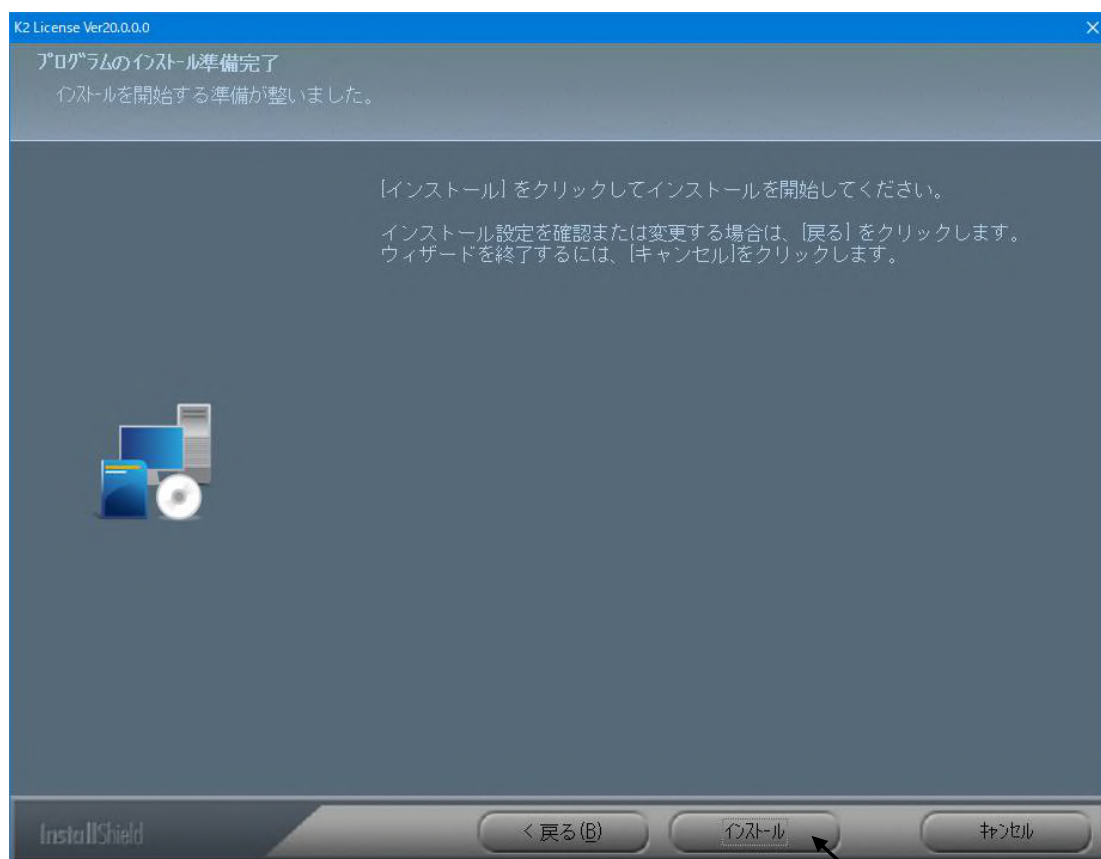 K2 License Ver20.0.0.0
プログラムのインストール準備完了
インストールを開始する準備が整いました。
[インストール] をクリックしてインストールを開始してください。
インストール設定を確認または変更する場合は、[戻る] をクリックします。
ウィザードを終了するには、[キャンセル]をクリックします。
InstallShield
< 戻る(B)
インストール
キャンセル